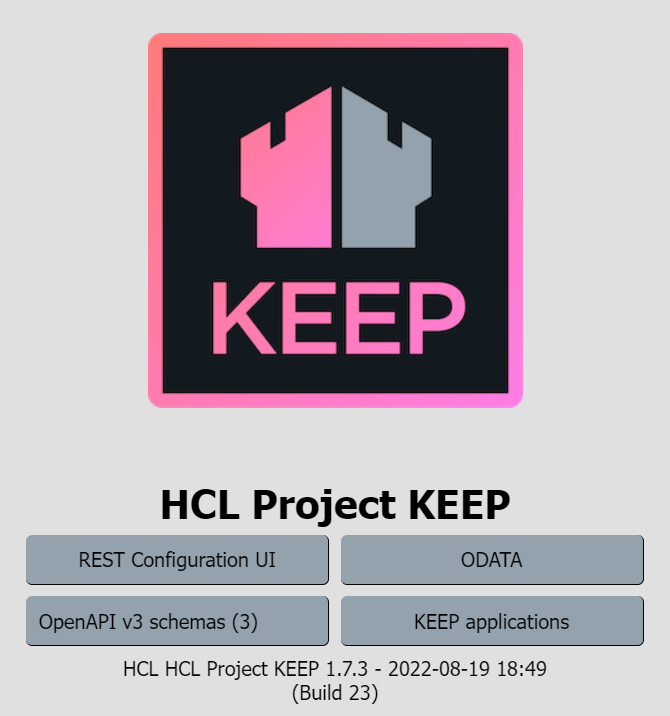 KEEP
HCL Project KEEP
REST Configuration UI
ODATA
OpenAPI v3 schemas (3)
KEEP applications
HCL HCL Project KEEP 1.7.3 - 2022-08-19 18:49
(Build 23)